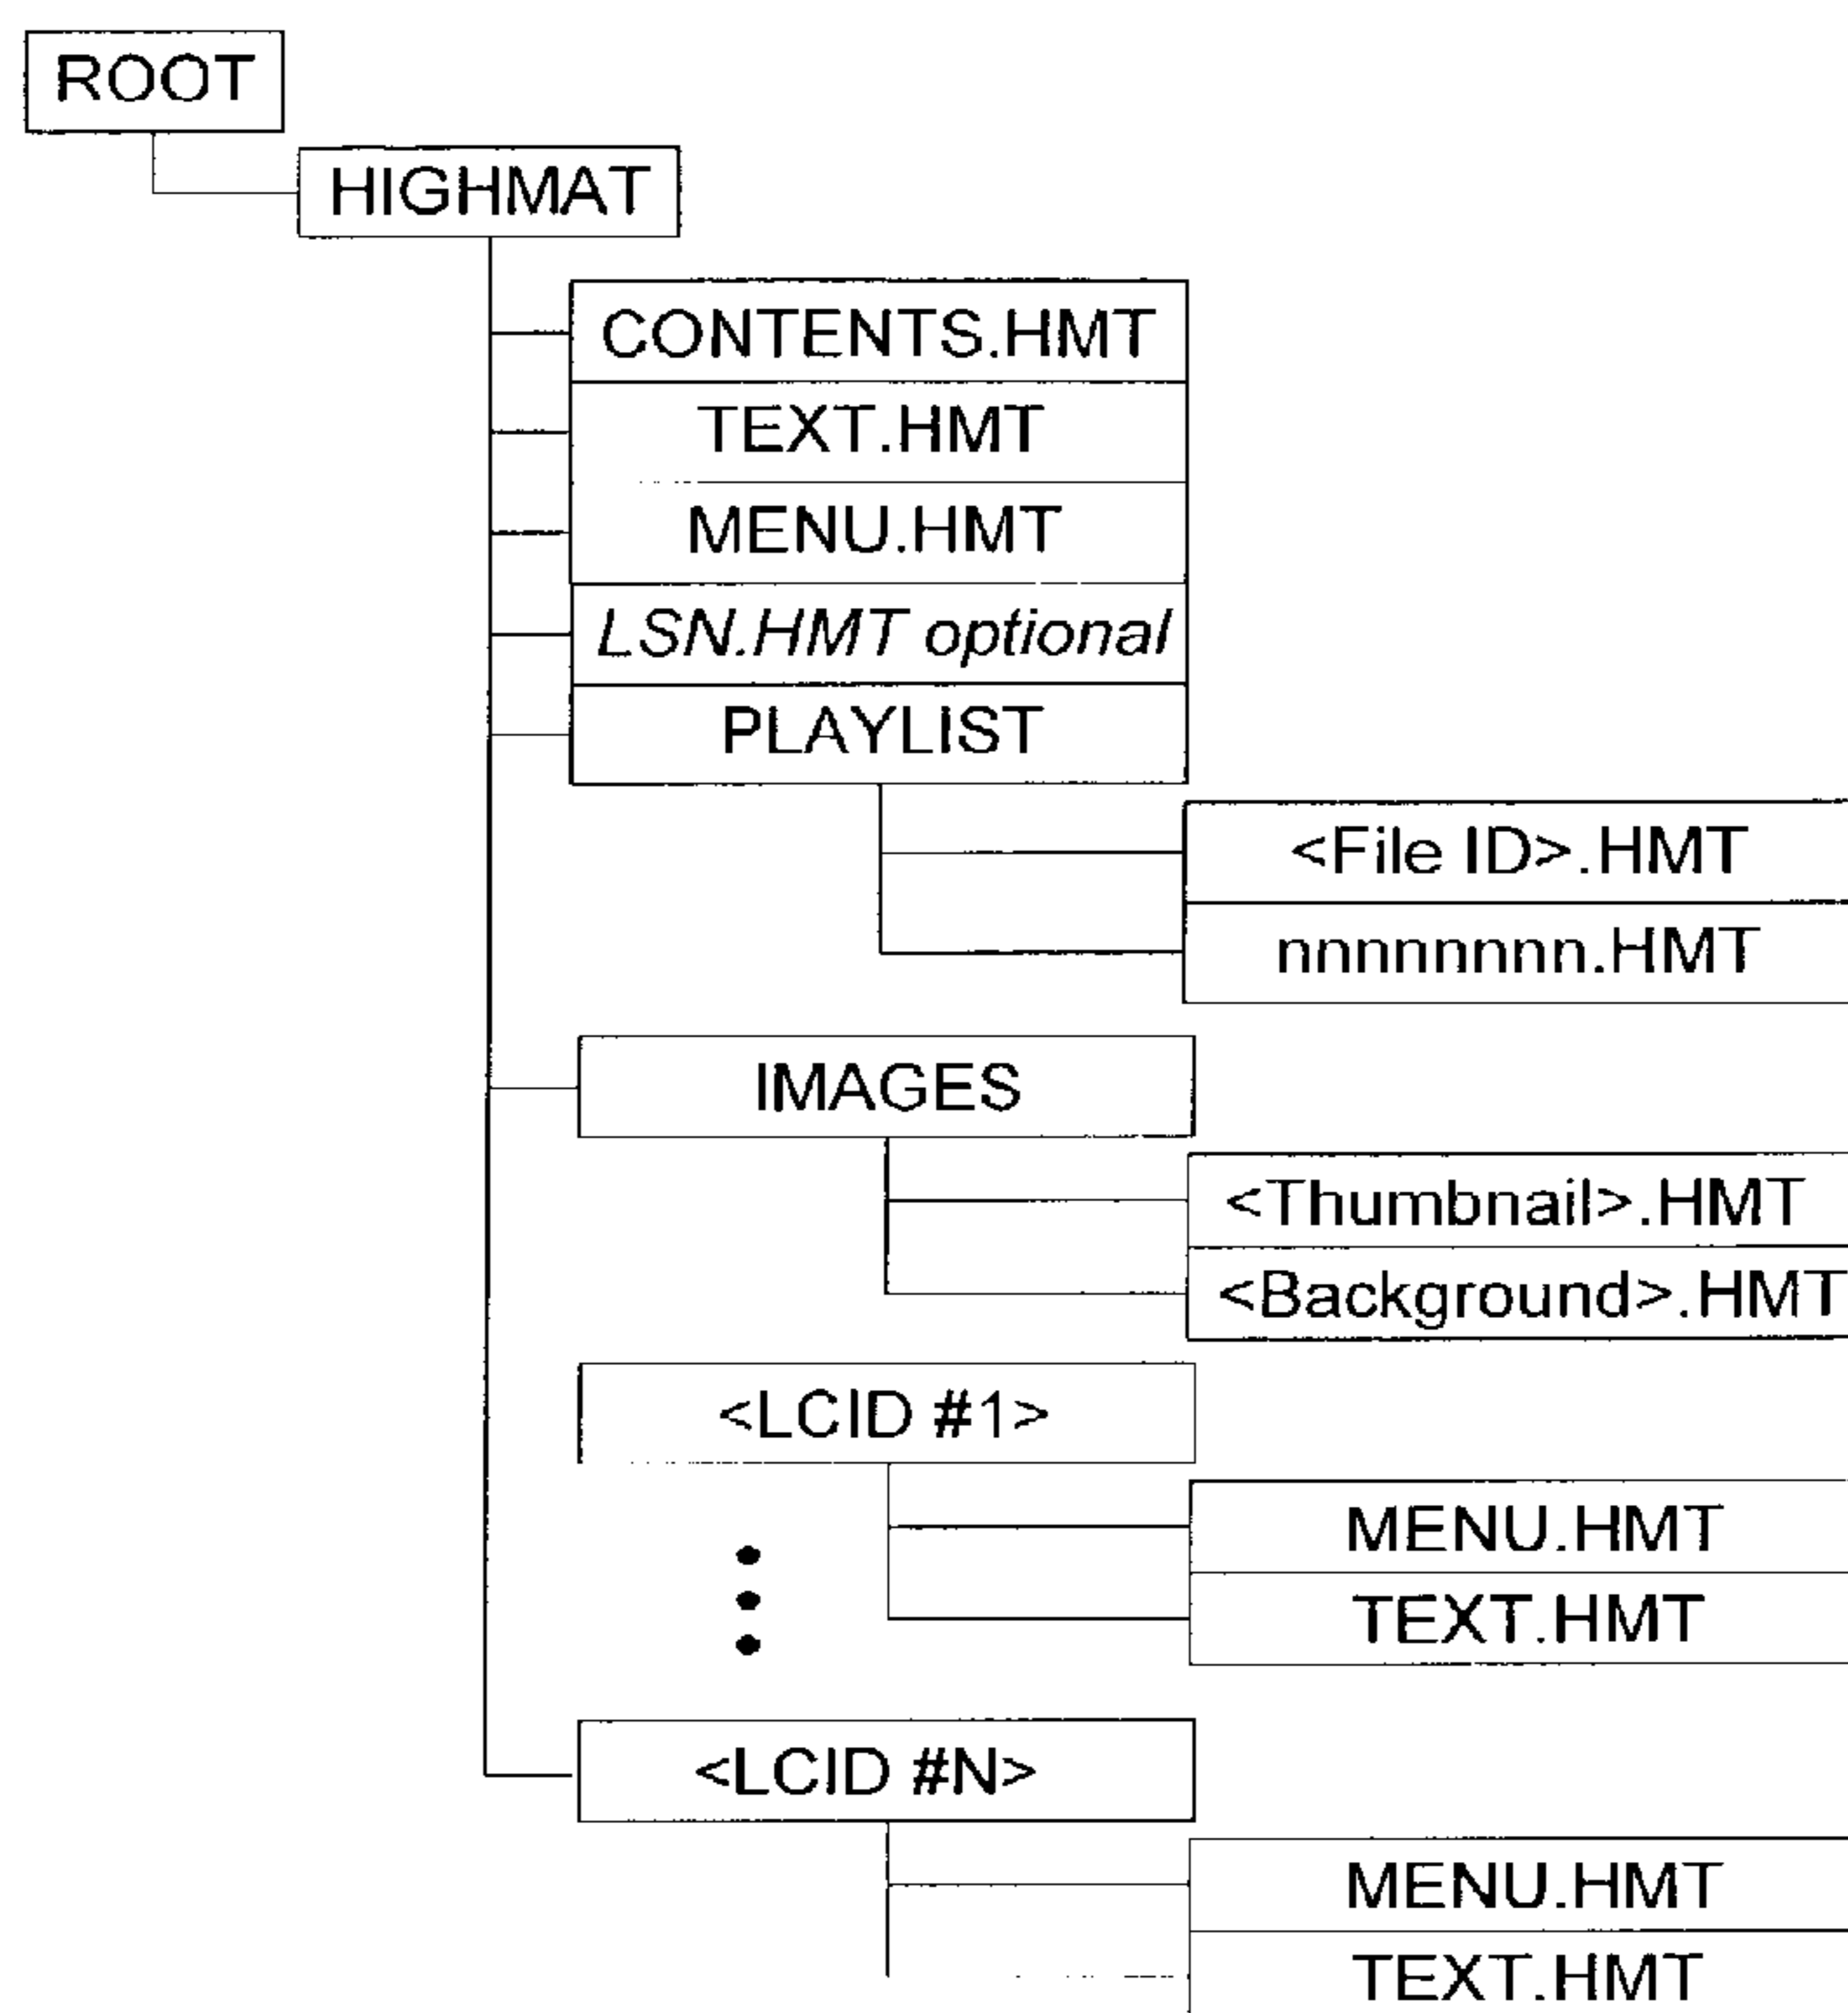 ROOT
HIGHMAT
CONTENTS.HMT
TEXT.HMT
MENU.HMT
LSN.HMT optional
PLAYLIST
<File ID>.HMT
nnnnnnnn.HMT
IMAGES
<Thumbnail>.HMT
<Background>.HMT
<LCID #1>
MENU.HMT
TEXT.HMT
<LCID #N>
MENU.HMT
TEXT.HMT